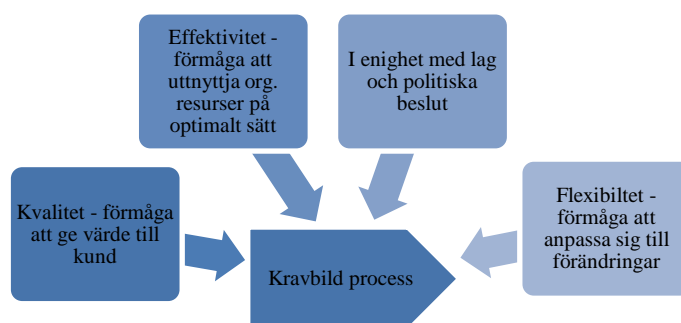 Effektivitet -
förmåga att
uttnyttja org.
resurser på
optimalt sätt
I enighet med lag
och politiska
beslut
Kvalitet - förmåga
att ge värde till
kund
Flexibiltet -
förmåga att
anpassa sig till
förändringar
Kravbild process